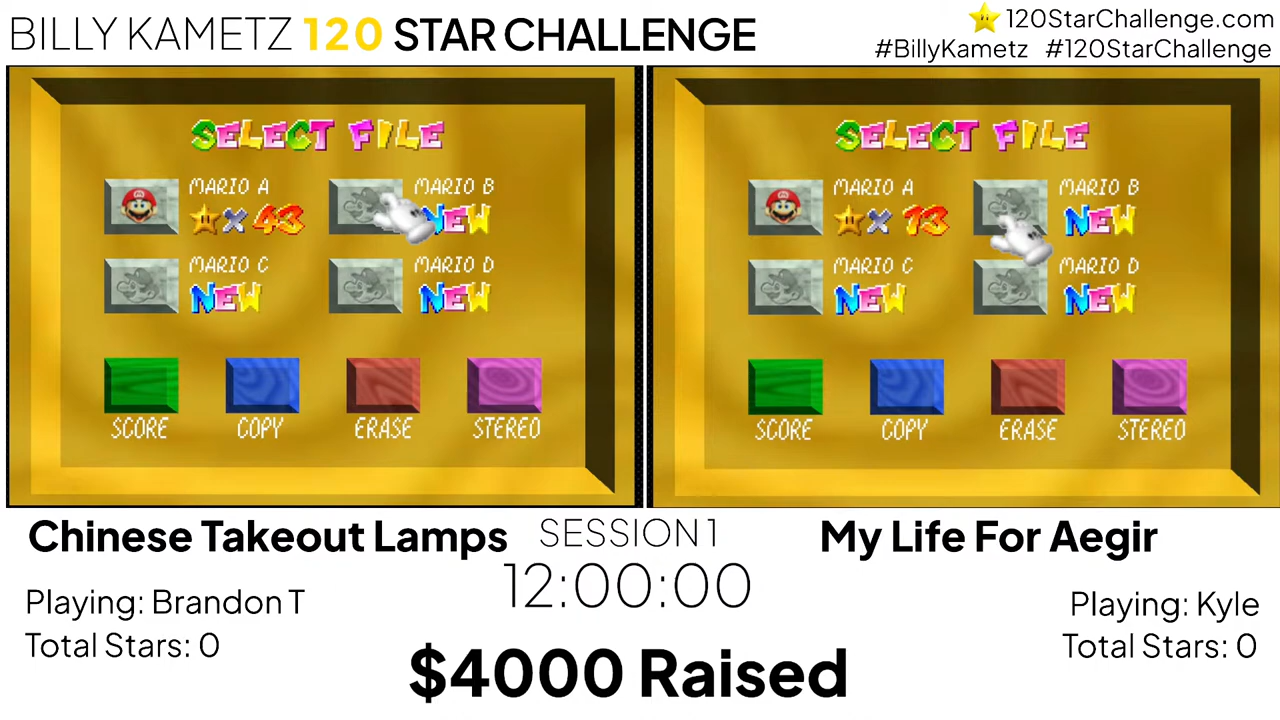 BILLY KAMETZ 120 STAR CHALLENGE
120StarChallenge.com
#BillyKametz #120StarChallenge
SELECT FILE
MARIO A
x 43
MARIO B
NEW
MARIO C
NEW
MARIO D
NEW
SCORE COPY ERASE STEREO
SELECT FILE
MARIO A
x 13
MARIO B
NEW
MARIO C
NEW
MARIO D
NEW
SCORE COPY ERASE STEREO
Chinese Takeout Lamps
Playing: Brandon T
Total Stars: 0
SESSION 1
12:00:00
$4000 Raised
My Life For Aegir
Playing: Kyle
Total Stars: 0